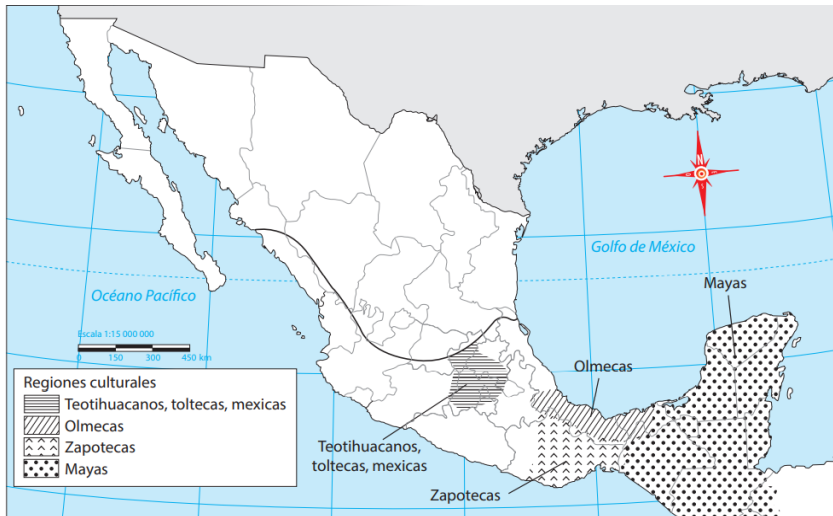 Golfo de México
Mayas
Océano Pacífico
Escala 1:15 000 000
0 150 300 450 km
Olmecas
Regiones culturales
Teotihuacanos, toltecas, mexicas
Olmecas
Zapotecas
Mayas
Teotihuacanos,
toltecas, mexicas
Zapotecas